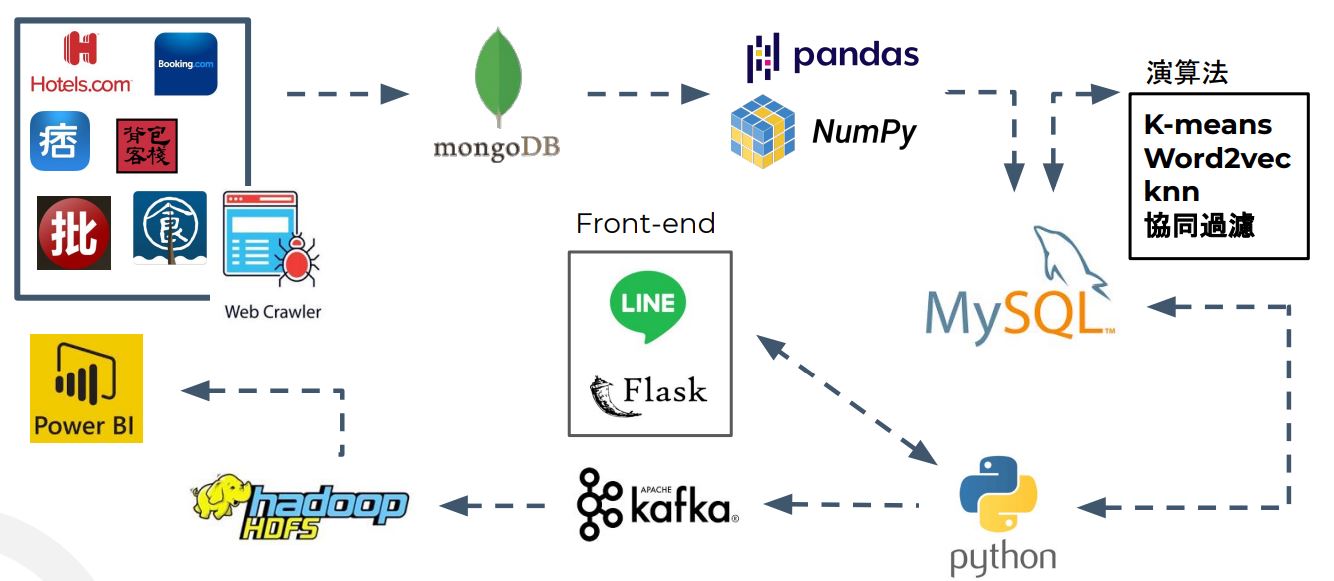 Hotels.com
Booking.com
痞
背包
客棧
批
食
Web Crawler
mongoDB
pandas
NumPy
演算法
K-means
Word2vec
knn
協同過濾
Front-end
LINE
Flask
MySQL™
Power BI
hadoop
HDFS
APACHE
kafka®
python